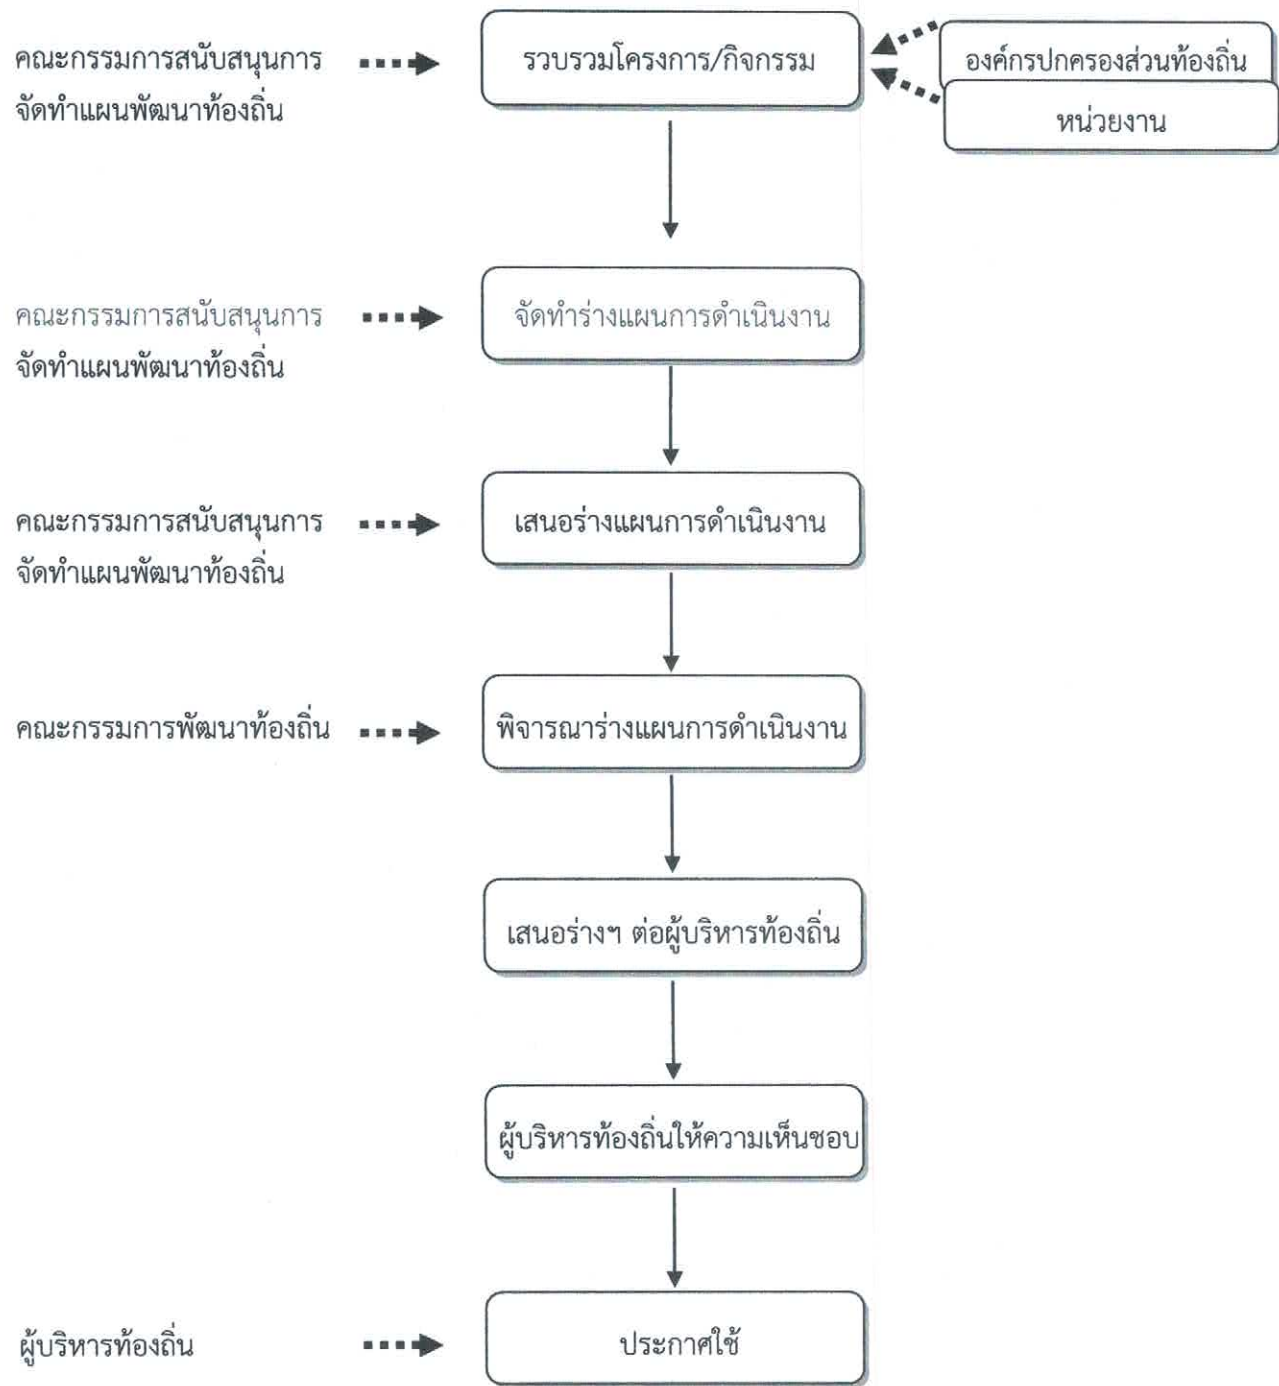 คณะกรรมการสนับสนุนการ
จัดทำแผนพัฒนาท้องถิ่น
รวบรวมโครงการ/กิจกรรม
องค์กรปกครองส่วนท้องถิ่น
หน่วยงาน
คณะกรรมการสนับสนุนการ
จัดทำแผนพัฒนาท้องถิ่น
จัดทำร่างแผนการดำเนินงาน
คณะกรรมการสนับสนุนการ
จัดทำแผนพัฒนาท้องถิ่น
เสนอร่างแผนการดำเนินงาน
คณะกรรมการพัฒนาท้องถิ่น
พิจารณาร่างแผนการดำเนินงาน
เสนอร่างฯ ต่อผู้บริหารท้องถิ่น
ผู้บริหารท้องถิ่นให้ความเห็นชอบ
ผู้บริหารท้องถิ่น
ประกาศใช้